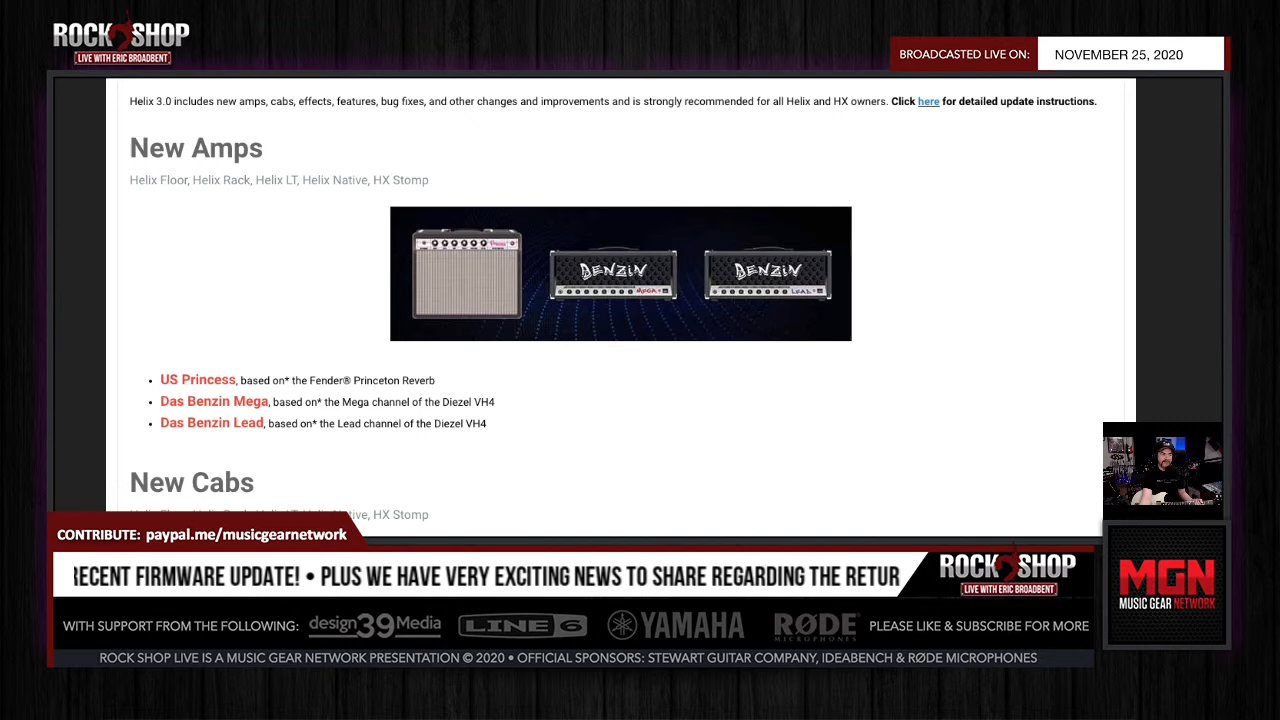 ROCK SHOP
LIVE WITH ERIC BROADBENT
BROADCASTED LIVE ON: NOVEMBER 25, 2020
Helix 3.0 includes new amps, cabs, effects, features, bug fixes, and other changes and improvements and is strongly recommended for all Helix and HX owners. Click here for detailed update instructions.
New Amps
Helix Floor, Helix Rack, Helix LT, Helix Native, HX Stomp
BENZIN BENZIN
MEGA LEAD
• US Princess, based on* the Fender® Princeton Reverb
• Das Benzin Mega, based on* the Mega channel of the Diezel VH4
• Das Benzin Lead, based on* the Lead channel of the Diezel VH4
New Cabs
HX Stomp
CONTRIBUTE: paypal.me/musicgearnetwork
RECENT FIRMWARE UPDATE! • PLUS WE HAVE VERY EXCITING NEWS TO SHARE REGARDING THE RETUR
ROCK SHOP
LIVE WITH ERIC BROADBENT
MGN
MUSIC GEAR NETWORK
WITH SUPPORT FROM THE FOLLOWING: design39Media LINE 6 YAMAHA RØDE MICROPHONES PLEASE LIKE & SUBSCRIBE FOR MORE
ROCK SHOP LIVE IS A MUSIC GEAR NETWORK PRESENTATION © 2020 • OFFICIAL SPONSORS: STEWART GUITAR COMPANY, IDEABENCH & RØDE MICROPHONES